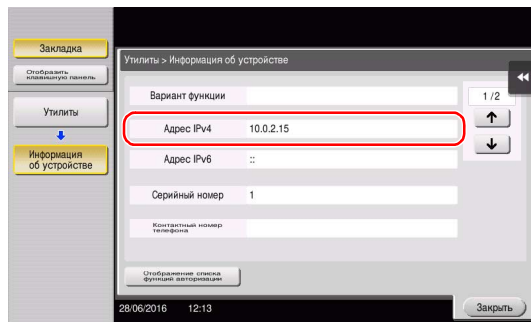 Закладка
Отобразить
клавишную панель
Утилиты
Информация
об устройстве
Утилиты > Информация об устройстве
Вариант функции
1/2
Адрес IPv4 10.0.2.15
Адрес IPv6 ::
Серийный номер 1
Контактный номер
телефона
Отображение списка
функций авторизации
28/06/2016 12:13
Закрыть